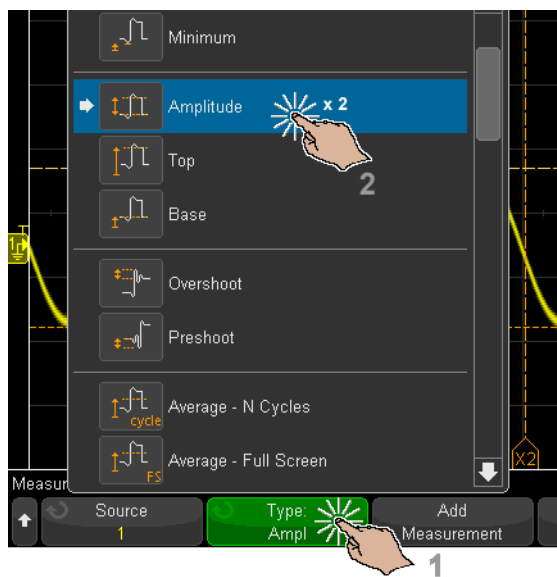 Minimum
Amplitude
x 2
2
Top
Base
1
Overshoot
Preshoot
Average - N Cycles
cycle
Average - Full Screen
FS
X2
Measur
Source
1
Type:
Ampl
Add
Measurement
1